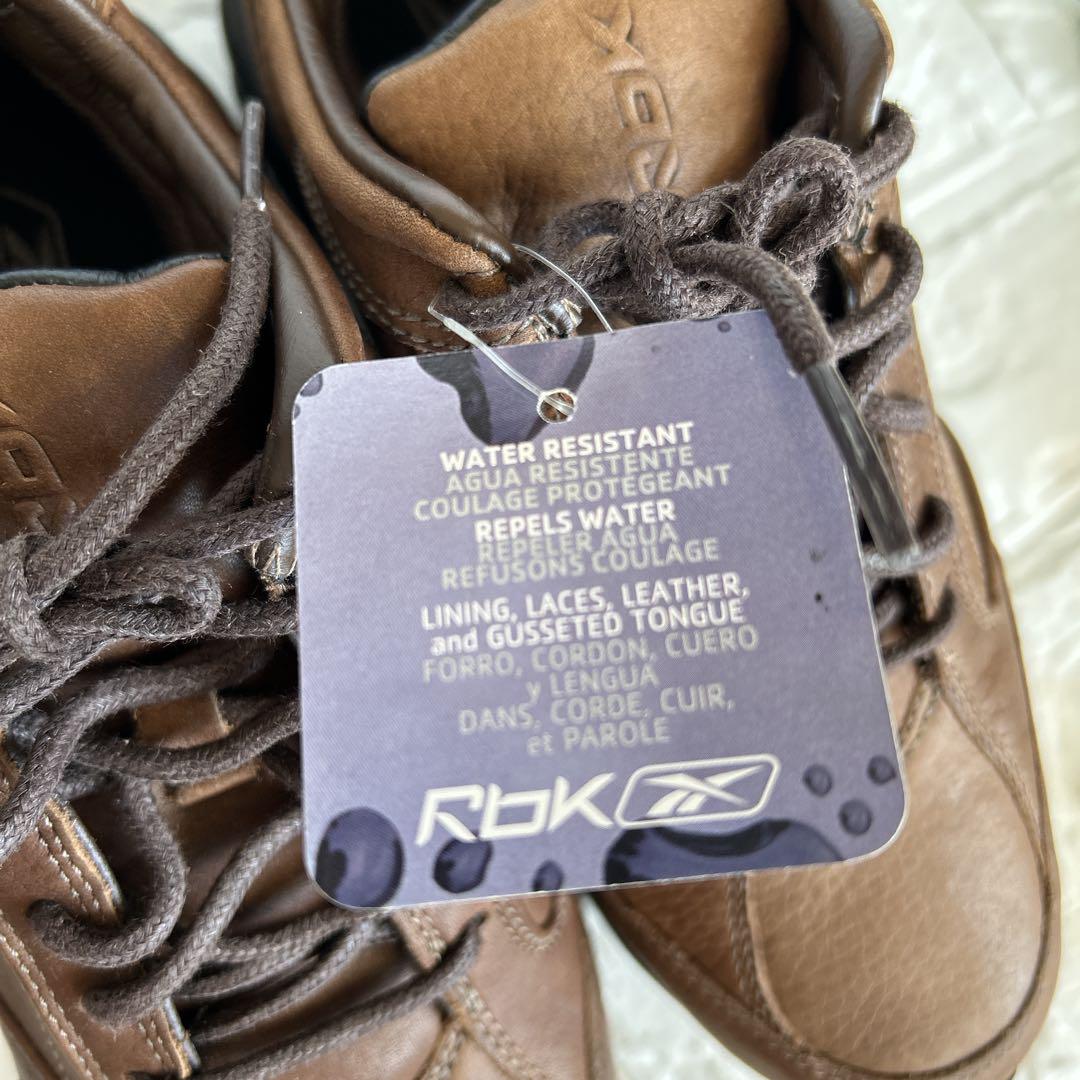 WATER RESISTANT
AGUA RESISTENTE
COULAGE PROTÉGEANT
REPELS WATER
REPELER AGUA
REFUSONS COULAGE
LINING, LACES, LEATHER,
and GUSSETED TONGUE
FORRO, CORDON, CUERO
y LENGUA
DANS, CORDE, CUIR,
et PAROLE
RbK